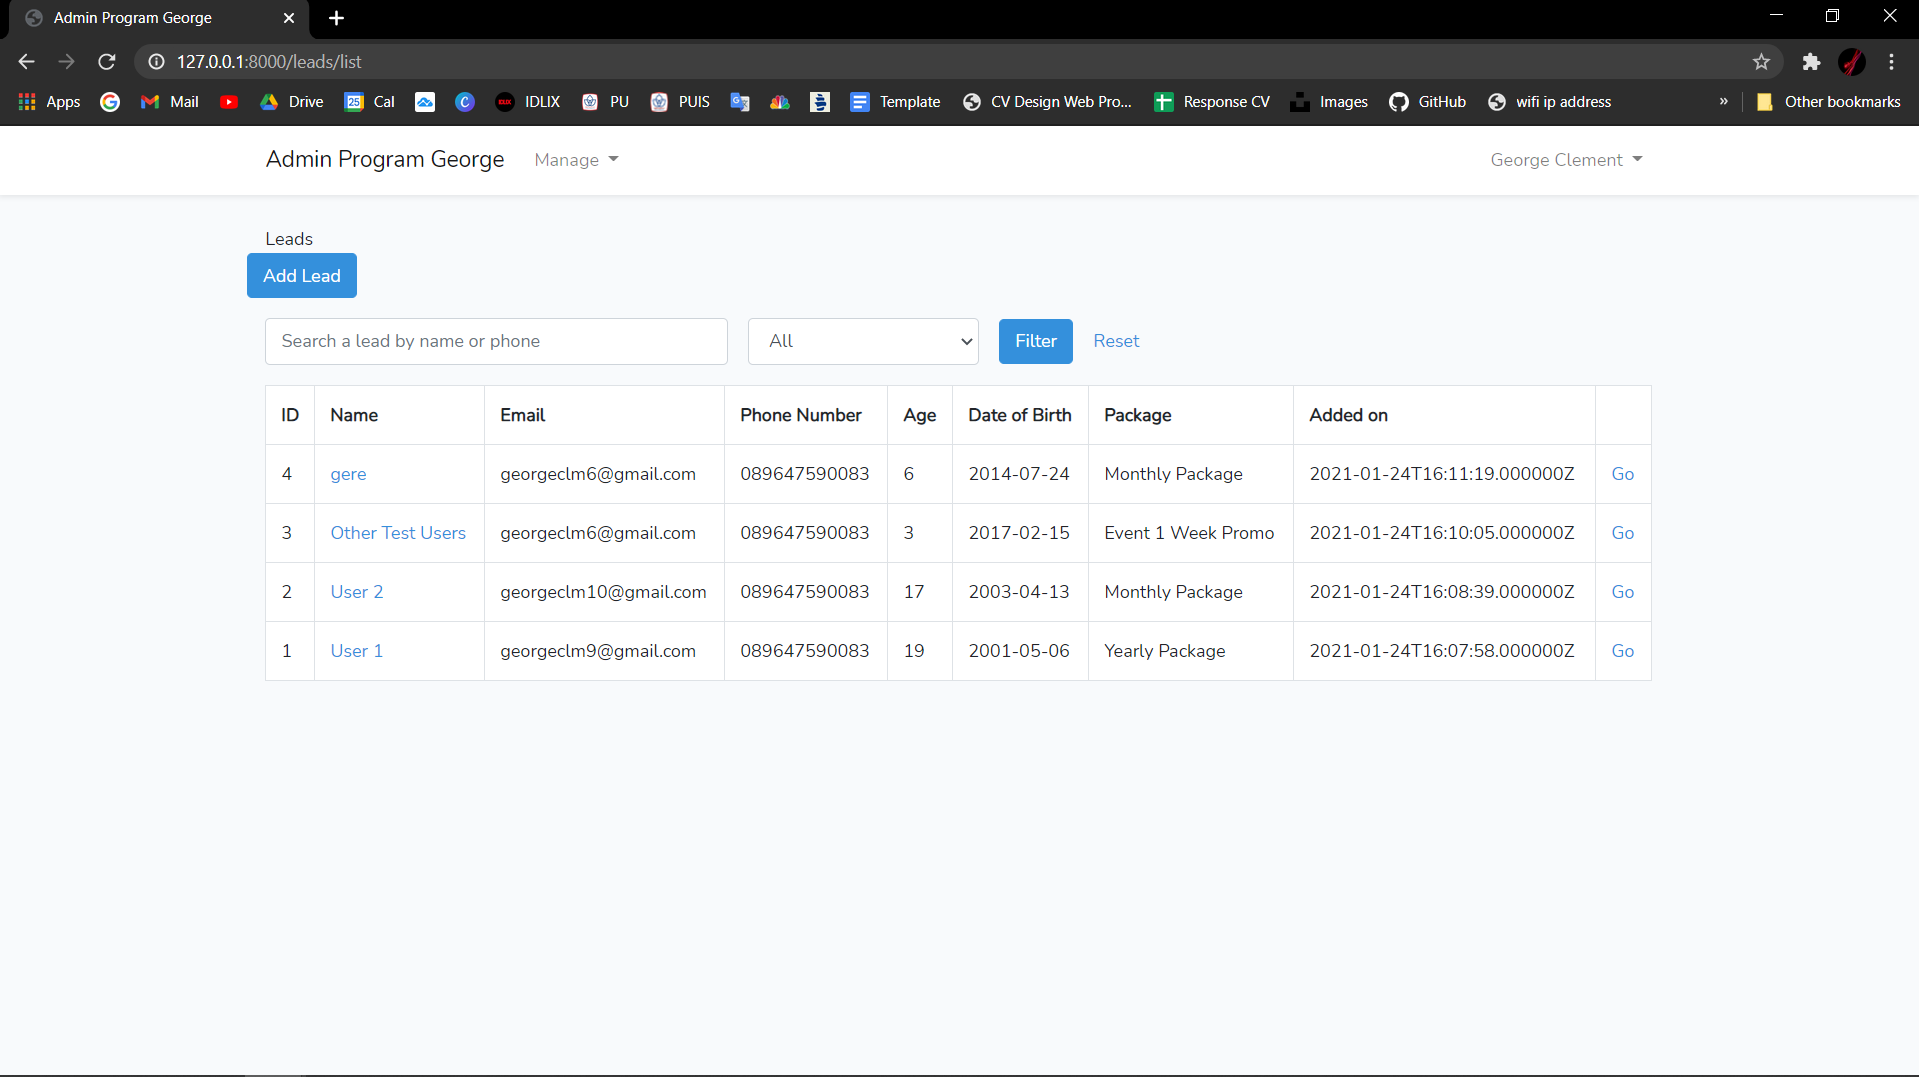 Admin Program George
127.0.0.1:8000/leads/list
Apps Mail Drive 25 Cal C IDLIX PU PUIS Template CV Design Web Pro... Response CV Images GitHub wifi ip address » Other bookmarks
Admin Program George Manage George Clement
Leads
Add Lead
Search a lead by name or phone All Filter Reset
ID Name Email Phone Number Age Date of Birth Package Added on
4 gere georgeclm6@gmail.com 089647590083 6 2014-07-24 Monthly Package 2021-01-24T16:11:19.000000Z Go
3 Other Test Users georgeclm6@gmail.com 089647590083 3 2017-02-15 Event 1 Week Promo 2021-01-24T16:10:05.000000Z Go
2 User 2 georgeclm10@gmail.com 089647590083 17 2003-04-13 Monthly Package 2021-01-24T16:08:39.000000Z Go
1 User 1 georgeclm9@gmail.com 089647590083 19 2001-05-06 Yearly Package 2021-01-24T16:07:58.000000Z Go